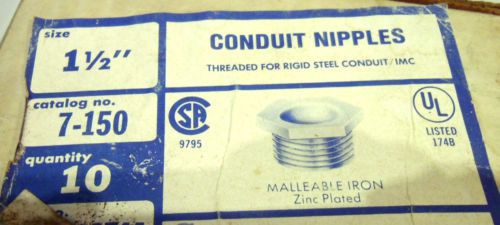 size
1½"
catalog no.
7-150
quantity
10
CONDUIT NIPPLES
THREADED FOR RIGID STEEL CONDUIT/IMC
SA
9795
UL
LISTED
174B
MALLEABLE IRON
Zinc Plated